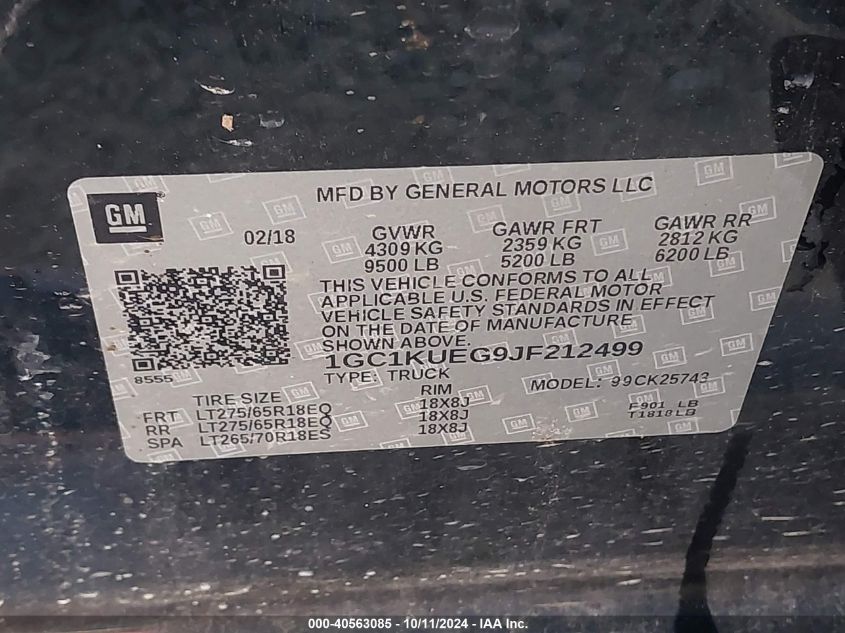 GM
MFD BY GENERAL MOTORS LLC
02/18 GVWR GAWR FRT GAWR RR
4309 KG 2359 KG 2812 KG
9500 LB 5200 LB 6200 LB
THIS VEHICLE CONFORMS TO ALL
APPLICABLE U.S. FEDERAL MOTOR
VEHICLE SAFETY STANDARDS IN EFFECT
ON THE DATE OF MANUFACTURE
SHOWN ABOVE.
1GC1KUEG9JF212499
8555 TYPE: TRUCK MODEL: 99CK25743
TIRE SIZE RIM
FRT LT275/65R18EQ 18X8J F901 LB
RR LT275/65R18EQ 18X8J T1818LB
SPA LT265/70R18ES 18X8J
000-40563085 - 10/11/2024 - IAA Inc.